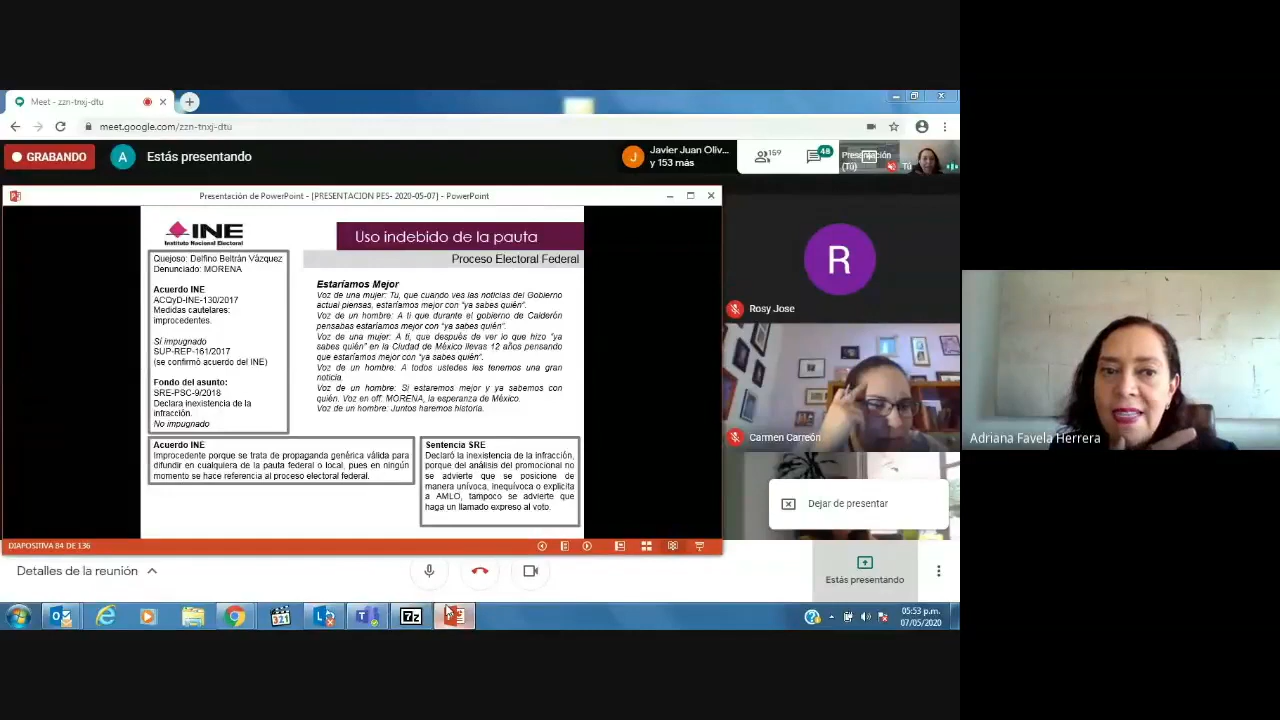 Meet - zzn-tnxj-dtu
meet.google.com/zzn-tnxj-dtu
GRABANDO
A
Estás presentando
J
Javier Juan Oliv...
y 153 más
159
48
Presentación
(Tú)
Tú
Presentación de PowerPoint - [PRESENTACION PES- 2020-05-07] - PowerPoint
INE
Instituto Nacional Electoral
Uso indebido de la pauta
Proceso Electoral Federal
Quejoso: Delfino Beltrán Vázquez
Denunciado: MORENA
Acuerdo INE
ACQyD-INE-130/2017
Medidas cautelares:
improcedentes.
Sí impugnado
SUP-REP-161/2017
(se confirmó acuerdo del INE)
Fondo del asunto:
SRE-PSC-9/2018
Declara inexistencia de la
infracción.
No impugnado
Estaríamos Mejor
Voz de una mujer: Tu, que cuando ves las noticias del Gobierno
actual piensas, estaríamos mejor con "ya sabes quién".
Voz de un hombre: A ti que durante el gobierno de Calderón
pensabas estaríamos mejor con "ya sabes quién".
Voz de una mujer: A ti, que después de ver lo que hizo "ya
sabes quién" en la Ciudad de México llevas 12 años pensando
que estaríamos mejor con "ya sabes quién".
Voz de un hombre: A todos ustedes les tenemos una gran
noticia.
Voz de un hombre: Si estaremos mejor y ya sabemos con
quién. Voz en off: MORENA, la esperanza de México.
Voz de un hombre: Juntos haremos historia.
Acuerdo INE
Improcedente porque se trata de propaganda genérica válida para
difundir en cualquiera de la pauta federal o local, pues en ningún
momento se hace referencia al proceso electoral federal.
Sentencia SRE
Declaró la inexistencia de la infracción,
porque del análisis del promocional no
se advierte que se posicione de
manera unívoca, inequívoca o explicita
a AMLO, tampoco se advierte que
haga un llamado expreso al voto.
R
Rosy Jose
Carmen Carreón
Dejar de presentar
Adriana Favela Herrera
DIAPOSITIVA 84 DE 136
Detalles de la reunión
Estás presentando
321
7z
05:53 p.m.
07/05/2020